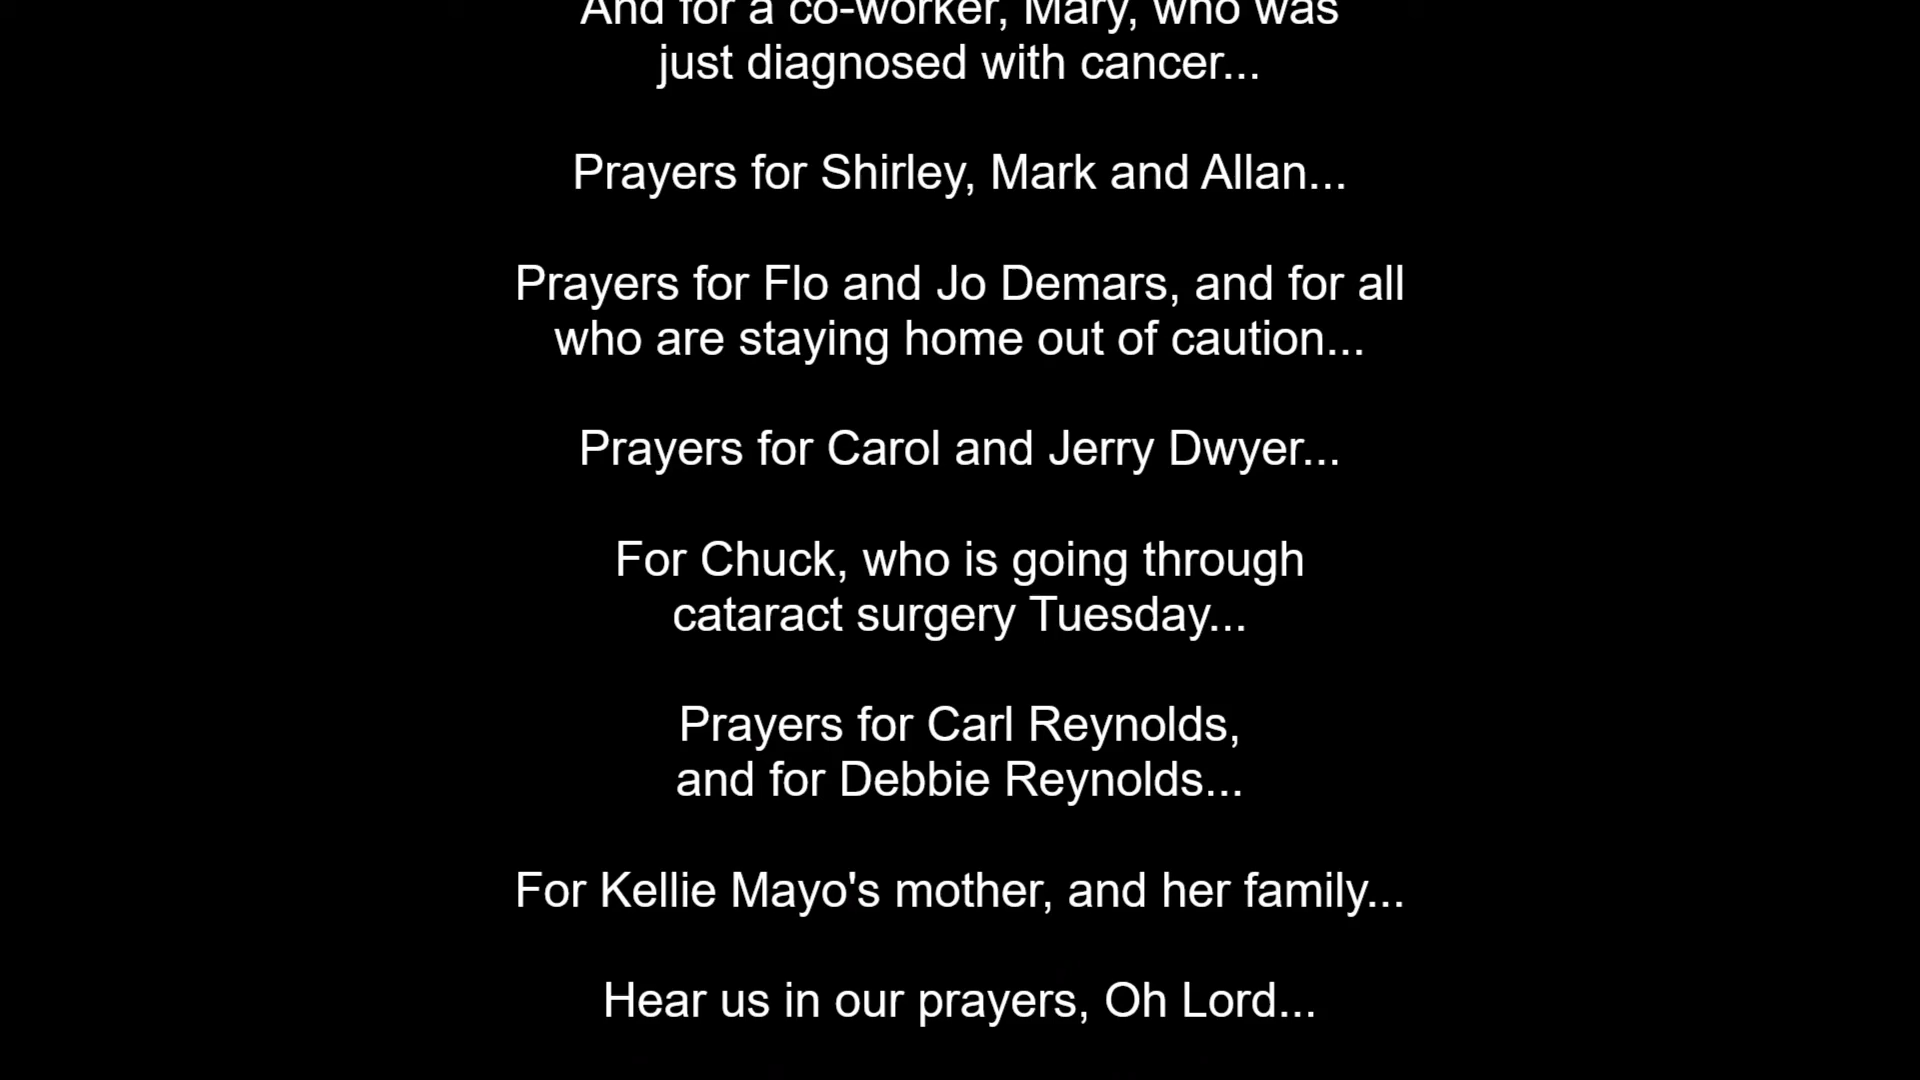 And for a co-worker, Mary, who was
just diagnosed with cancer...
Prayers for Shirley, Mark and Allan...
Prayers for Flo and Jo Demars, and for all
who are staying home out of caution...
Prayers for Carol and Jerry Dwyer...
For Chuck, who is going through
cataract surgery Tuesday...
Prayers for Carl Reynolds,
and for Debbie Reynolds...
For Kellie Mayo's mother, and her family...
Hear us in our prayers, Oh Lord...